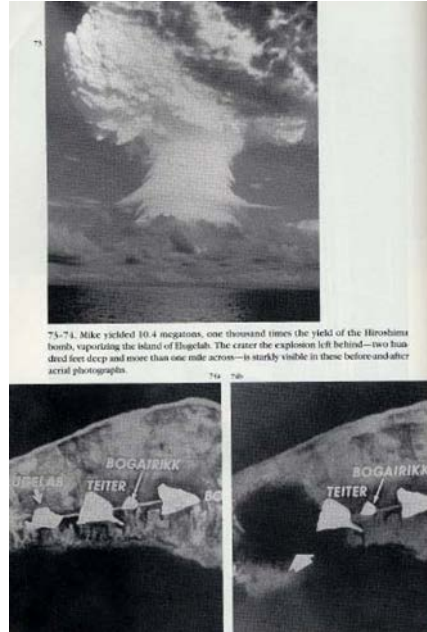 73
73-74. Mike yielded 10.4 megatons, one thousand times the yield of the Hiroshima
bomb, vaporizing the island of Elugelab. The crater the explosion left behind—two hun-
dred feet deep and more than one mile across—is starkly visible in these before-and-after
aerial photographs.
74a 74b
UGELAB
TEITER
BOGAIRIKK
BO
TEITER
BOGAIRIKK